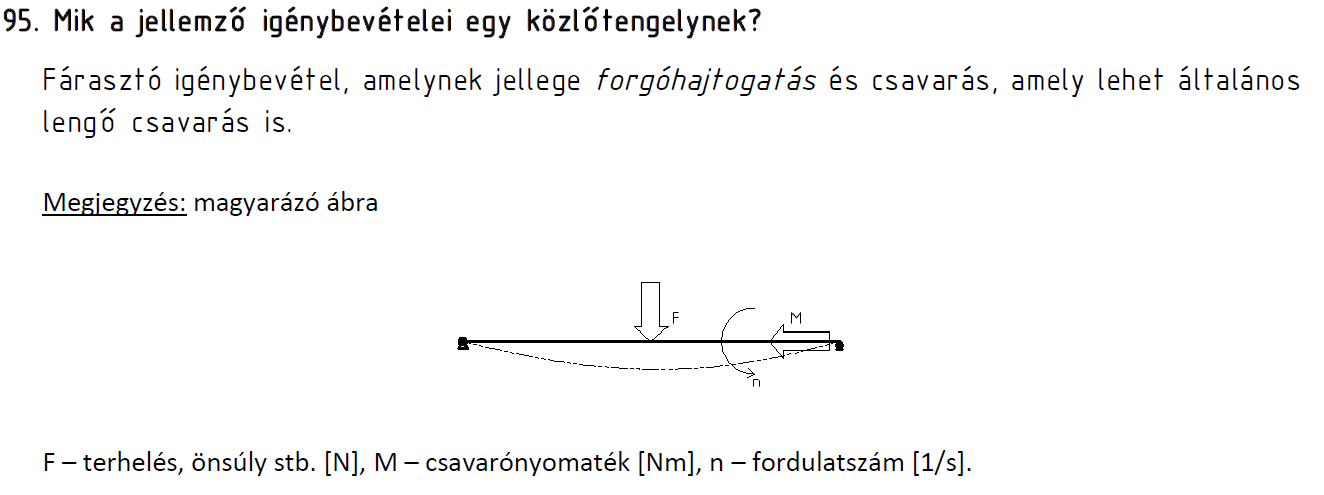 95. Mik a jellemző igénybevételei egy közlőtengelynek?
Fárasztó igénybevétel, amelynek jellege forgóhajtogatás és csavarás, amely lehet általános
lengő csavarás is.
Megjegyzés: magyarázó ábra
F
M
n
F – terhelés, önsúly stb. [N], M – csavarónyomaték [Nm], n – fordulatszám [1/s].